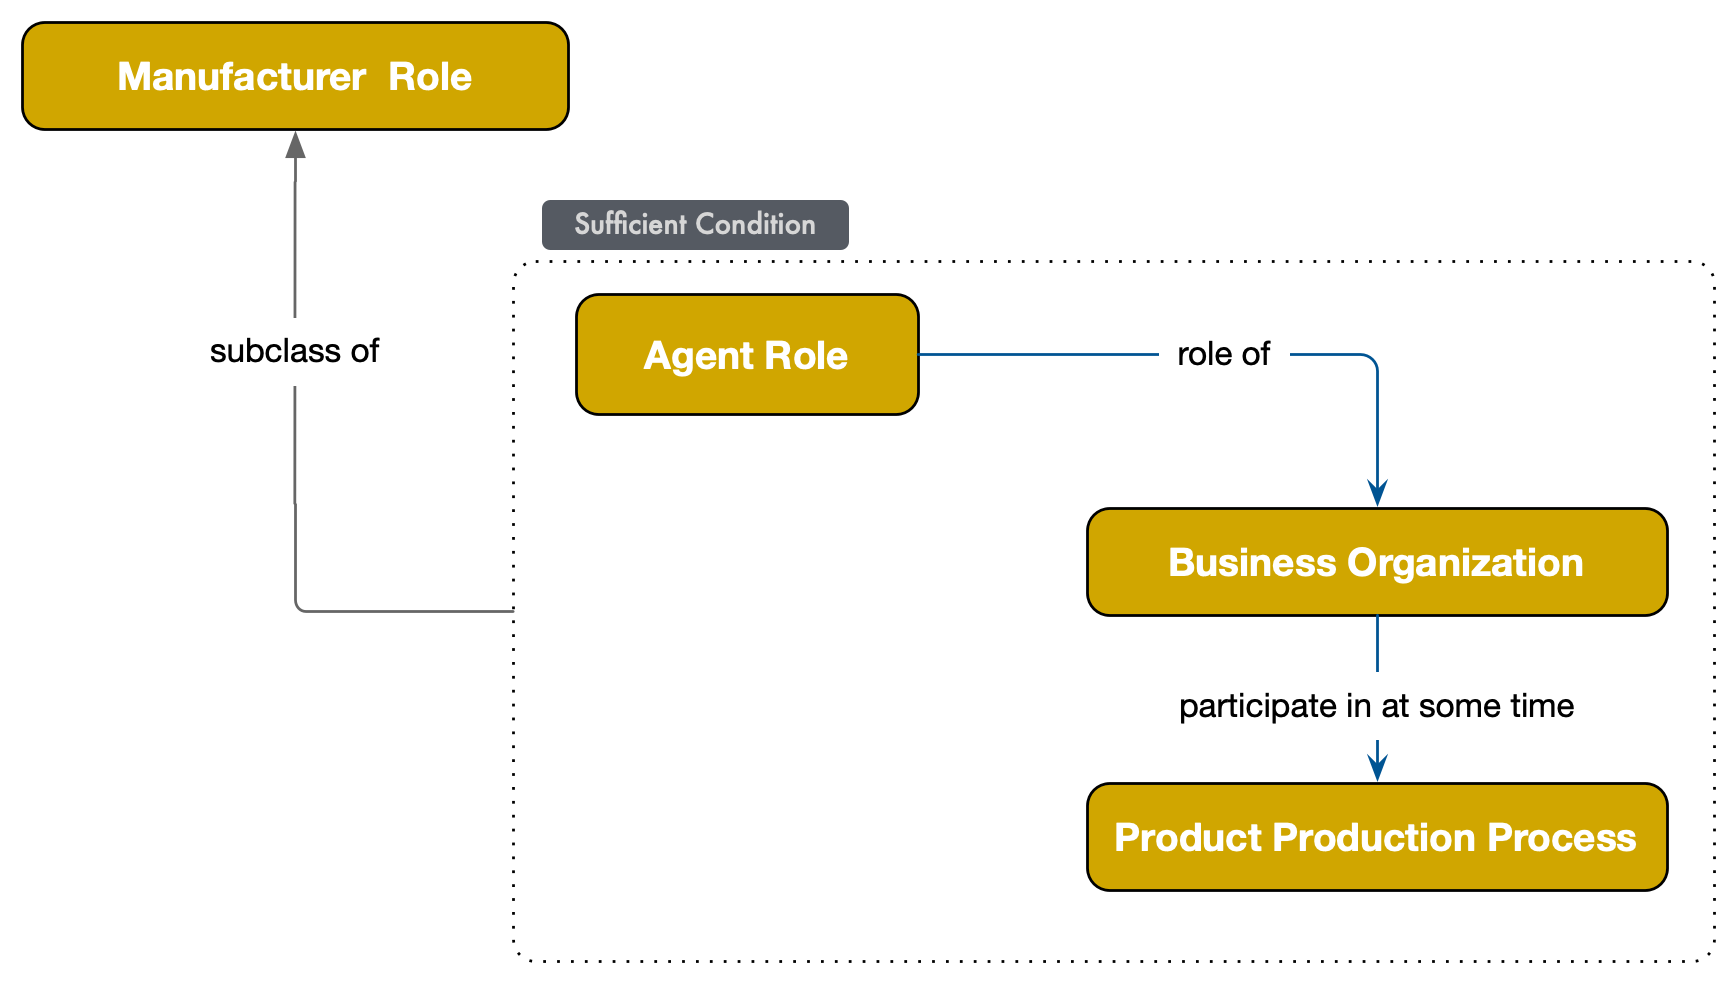 Manufacturer  Role
Sufficient Condition
subclass of
Agent Role
role of
Business Organization
participate in at some time
Product Production Process